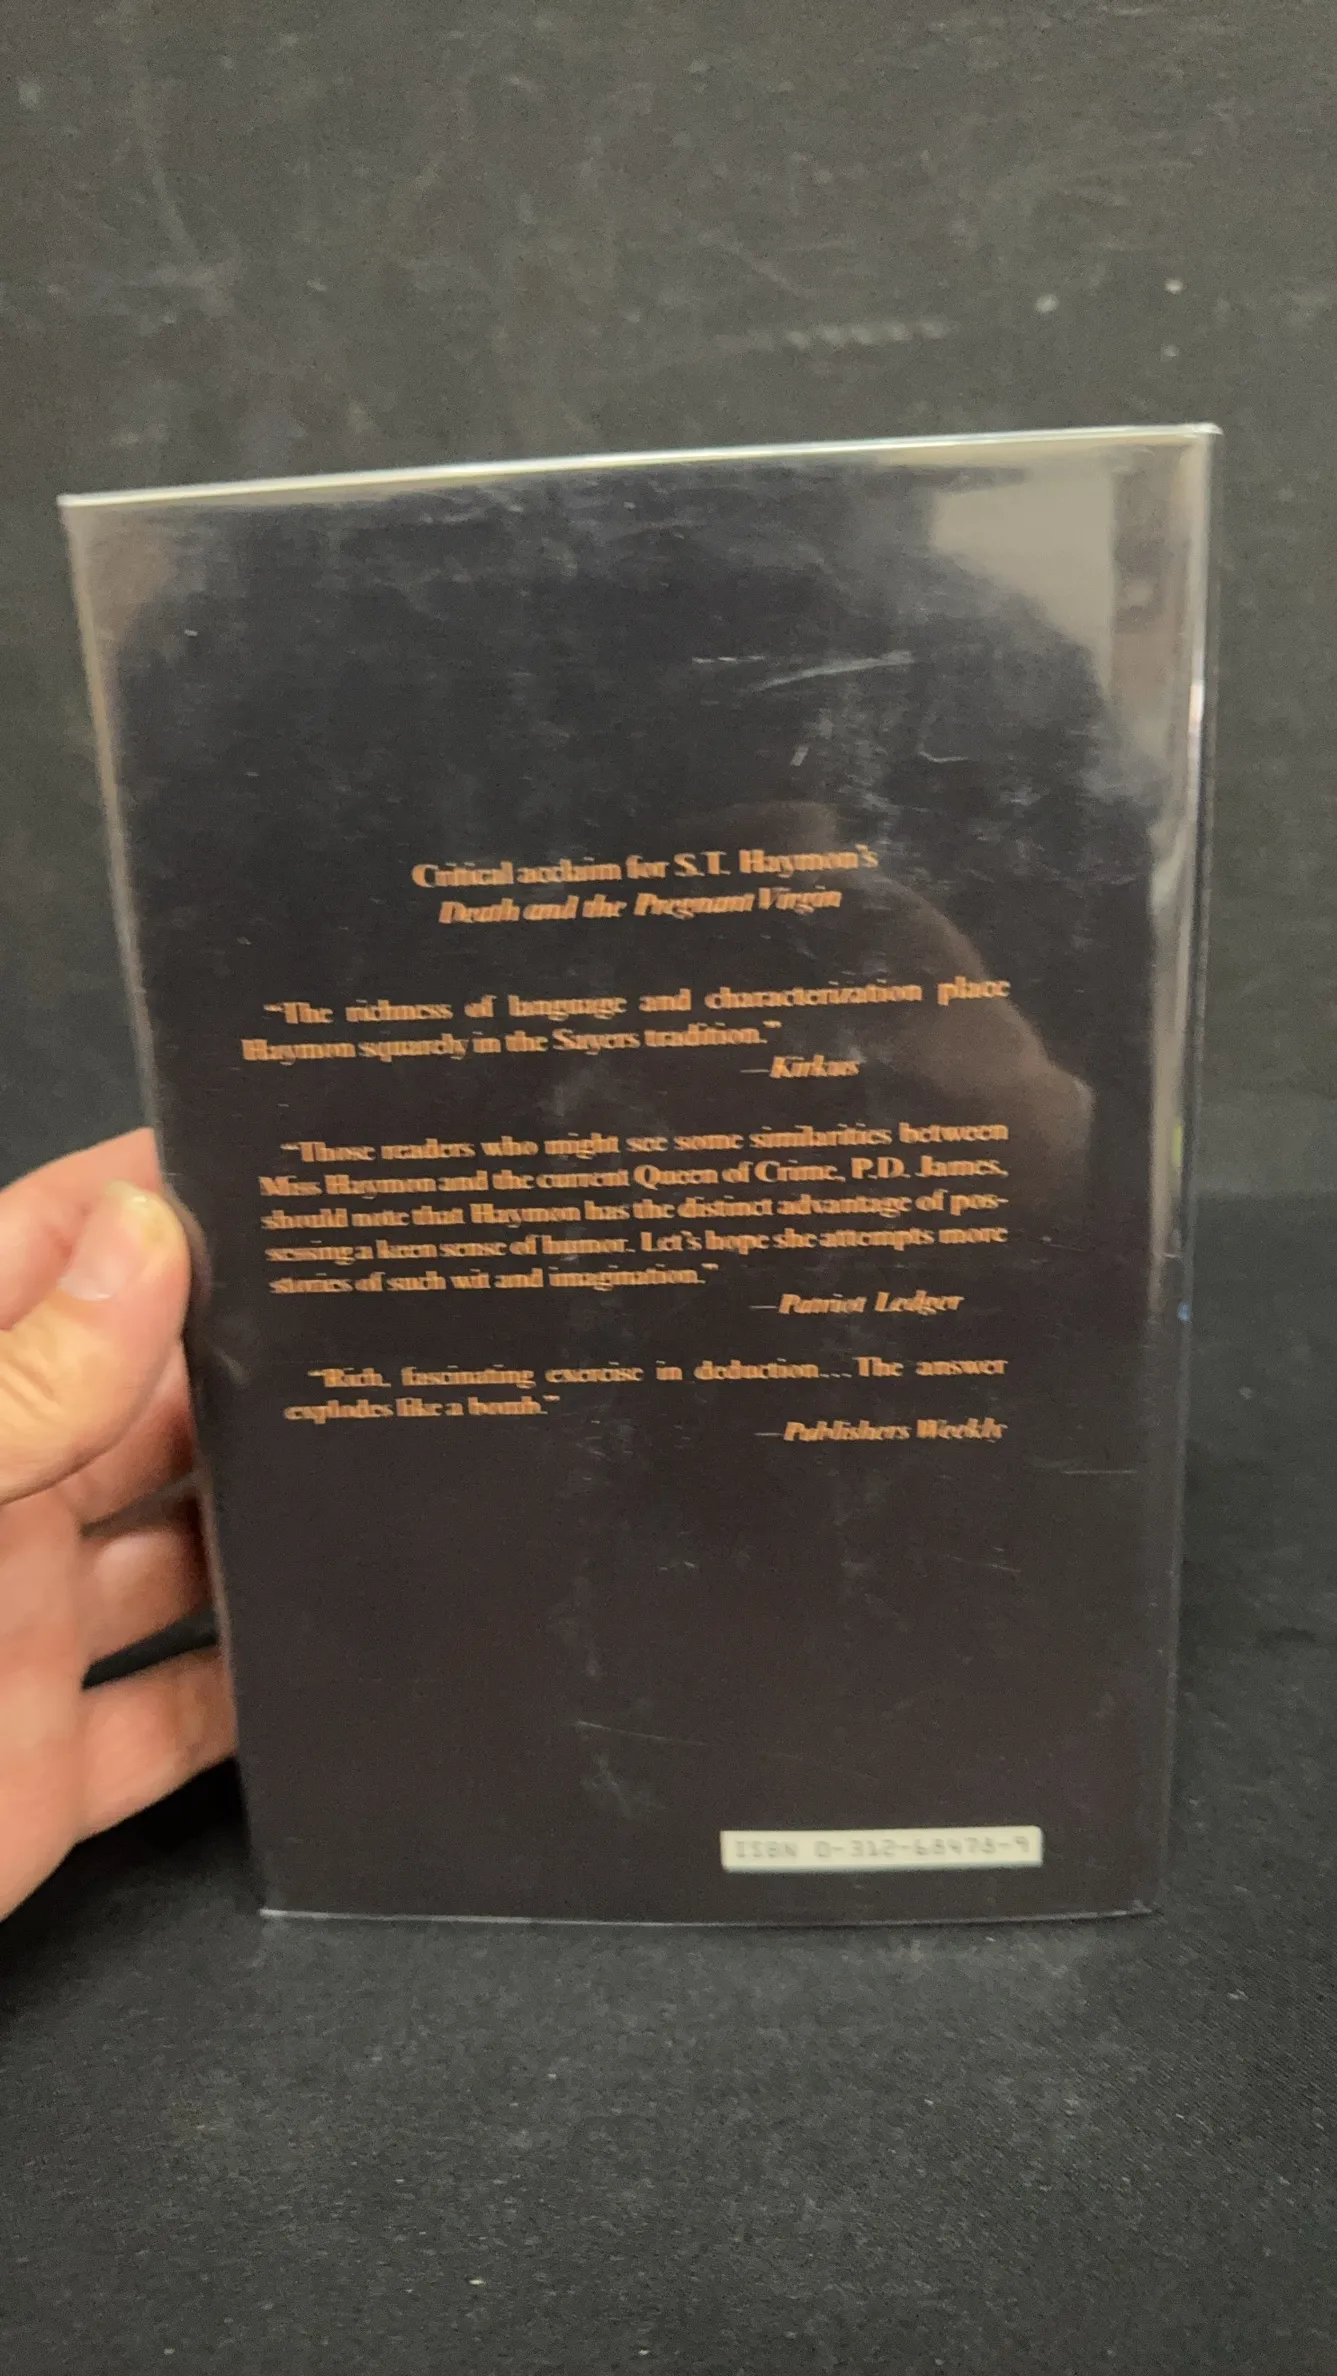 Critical acclaim for S.T. Haymon's
Death and the Pregnant Virgin
"The richness of language and characterization place
Haymon squarely in the Sayers tradition."
—Kirkus
"Those readers who might see some similarities between
Miss Haymon and the current Queen of Crime, P.D. James,
should note that Haymon has the distinct advantage of pos-
sessing a keen sense of humor. Let's hope she attempts more
stories of such wit and imagination."
—Patriot Ledger
"Rich, fascinating exercise in deduction...The answer
explodes like a bomb."
—Publishers Weekly
ISBN 0-312-68478-9